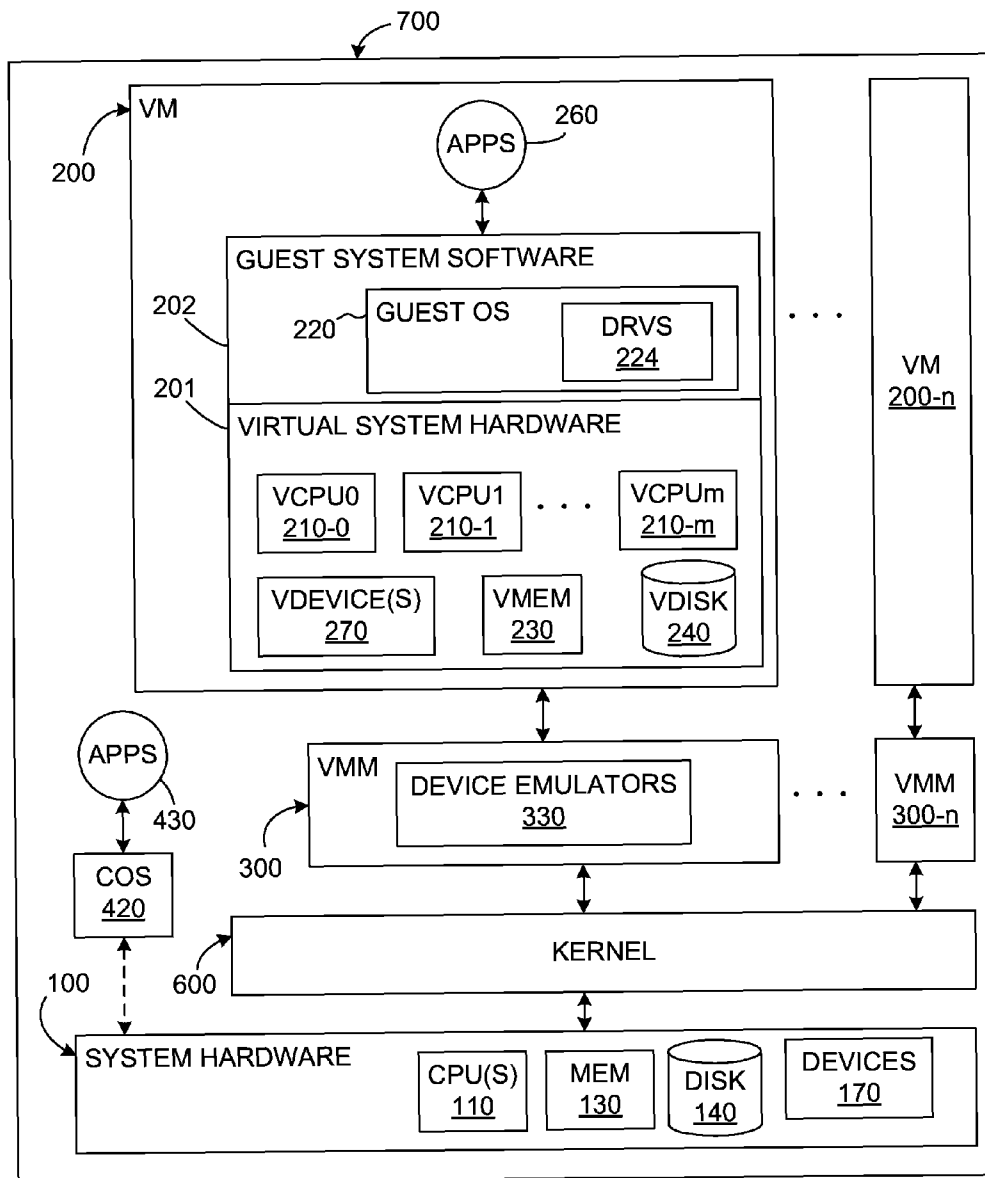 700
VM
200
APPS
260
GUEST SYSTEM SOFTWARE
202
220
GUEST OS
DRVS
224
. . .
VM
200-n
201
VIRTUAL SYSTEM HARDWARE
VCPU0
210-0
VCPU1
210-1
. . .
VCPUm
210-m
VDEVICE(S)
270
VMEM
230
VDISK
240
APPS
430
VMM
DEVICE EMULATORS
330
300
. . .
VMM
300-n
COS
420
KERNEL
600
100
SYSTEM HARDWARE
CPU(S)
110
MEM
130
DISK
140
DEVICES
170